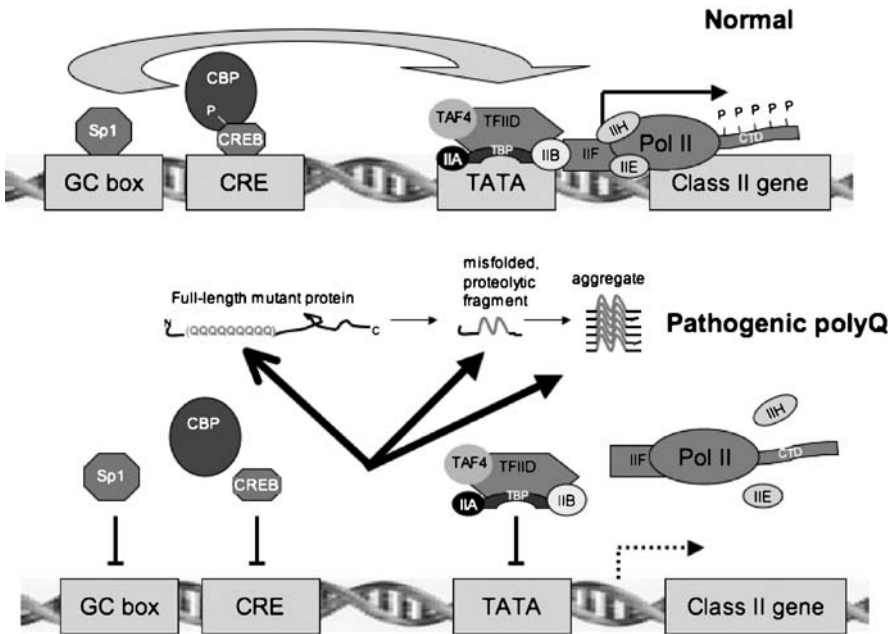 Normal
CBP
P
Sp1
CREB
TAF4
TFIID
IIA
TBP
IIB
IIF
IIH
IIE
Pol II
P P P P P
CTD
GC box
CRE
TATA
Class II gene
misfolded,
proteolytic
fragment
aggregate
Full-length mutant protein
N
(QQQQQQQQQ)
C
Pathogenic polyQ
CBP
Sp1
CREB
TAF4
TFIID
IIA
TBP
IIB
IIF
Pol II
CTD
IIH
IIE
GC box
CRE
TATA
Class II gene